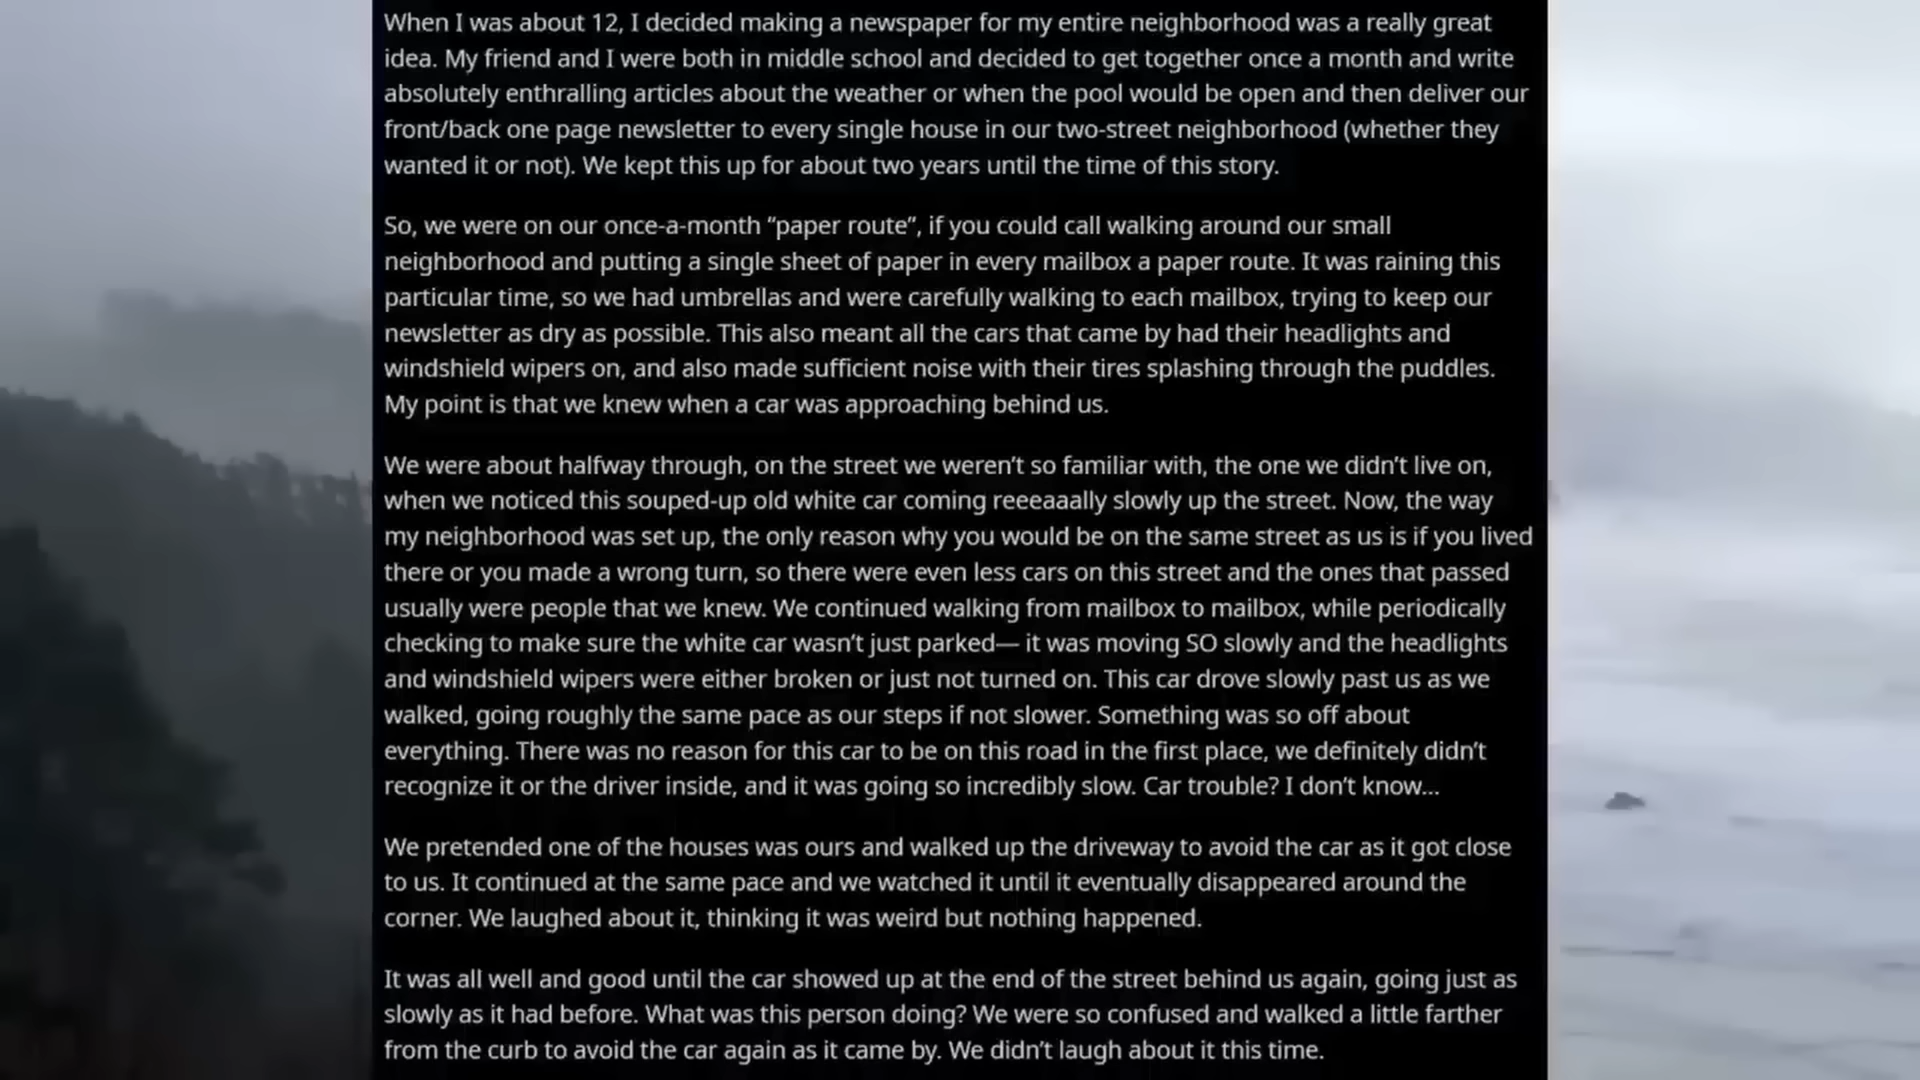 When I was about 12, I decided making a newspaper for my entire neighborhood was a really great
idea. My friend and I were both in middle school and decided to get together once a month and write
absolutely enthralling articles about the weather or when the pool would be open and then deliver our
front/back one page newsletter to every single house in our two-street neighborhood (whether they
wanted it or not). We kept this up for about two years until the time of this story.
So, we were on our once-a-month “paper route”, if you could call walking around our small
neighborhood and putting a single sheet of paper in every mailbox a paper route. It was raining this
particular time, so we had umbrellas and were carefully walking to each mailbox, trying to keep our
newsletter as dry as possible. This also meant all the cars that came by had their headlights and
windshield wipers on, and also made sufficient noise with their tires splashing through the puddles.
My point is that we knew when a car was approaching behind us.
We were about halfway through, on the street we weren’t so familiar with, the one we didn’t live on,
when we noticed this souped-up old white car coming reeeaaally slowly up the street. Now, the way
my neighborhood was set up, the only reason why you would be on the same street as us is if you lived
there or you made a wrong turn, so there were even less cars on this street and the ones that passed
usually were people that we knew. We continued walking from mailbox to mailbox, while periodically
checking to make sure the white car wasn’t just parked— it was moving SO slowly and the headlights
and windshield wipers were either broken or just not turned on. This car drove slowly past us as we
walked, going roughly the same pace as our steps if not slower. Something was so off about
everything. There was no reason for this car to be on this road in the first place, we definitely didn’t
recognize it or the driver inside, and it was going so incredibly slow. Car trouble? I don’t know...
We pretended one of the houses was ours and walked up the driveway to avoid the car as it got close
to us. It continued at the same pace and we watched it until it eventually disappeared around the
corner. We laughed about it, thinking it was weird but nothing happened.
It was all well and good until the car showed up at the end of the street behind us again, going just as
slowly as it had before. What was this person doing? We were so confused and walked a little farther
from the curb to avoid the car again as it came by. We didn’t laugh about it this time.